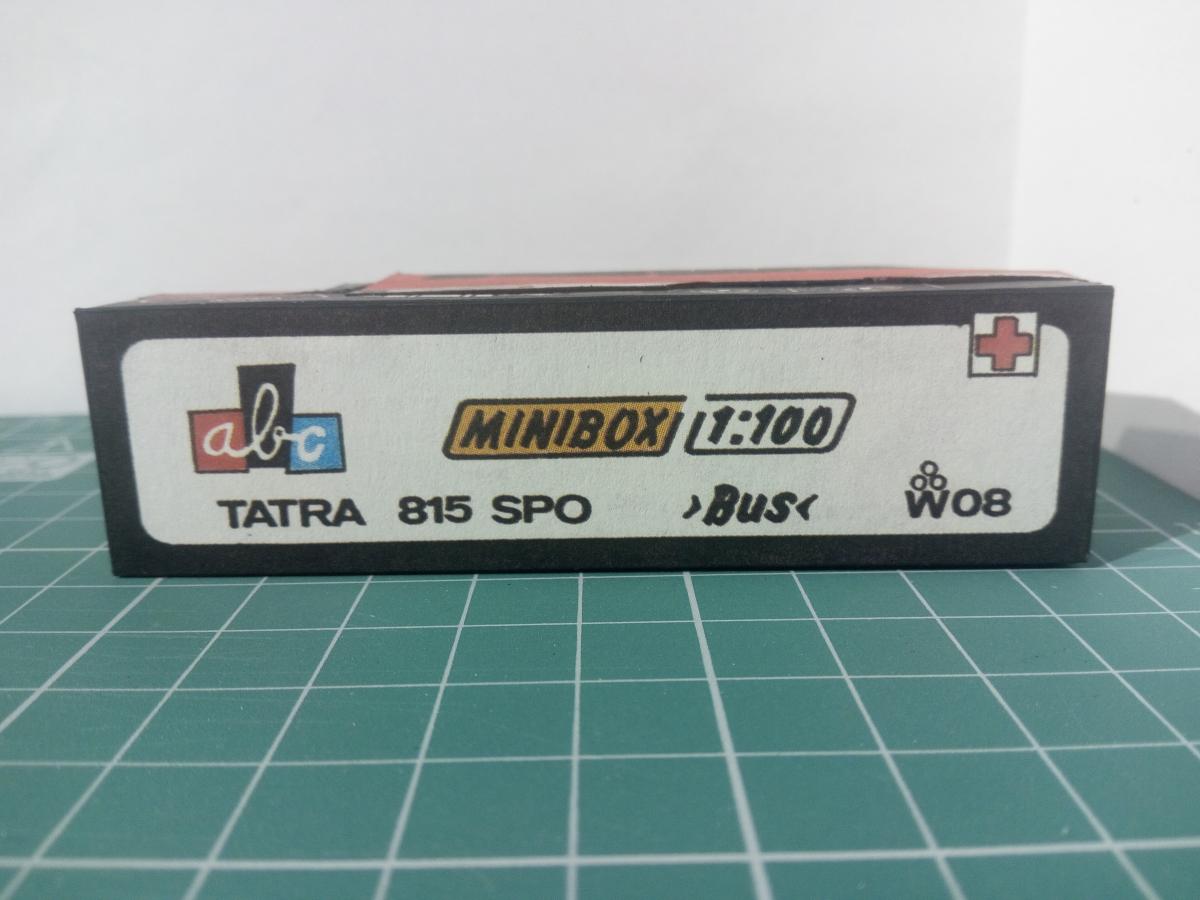 abc
MINIBOX 1:100
TATRA 815 SPO >Bus< W08